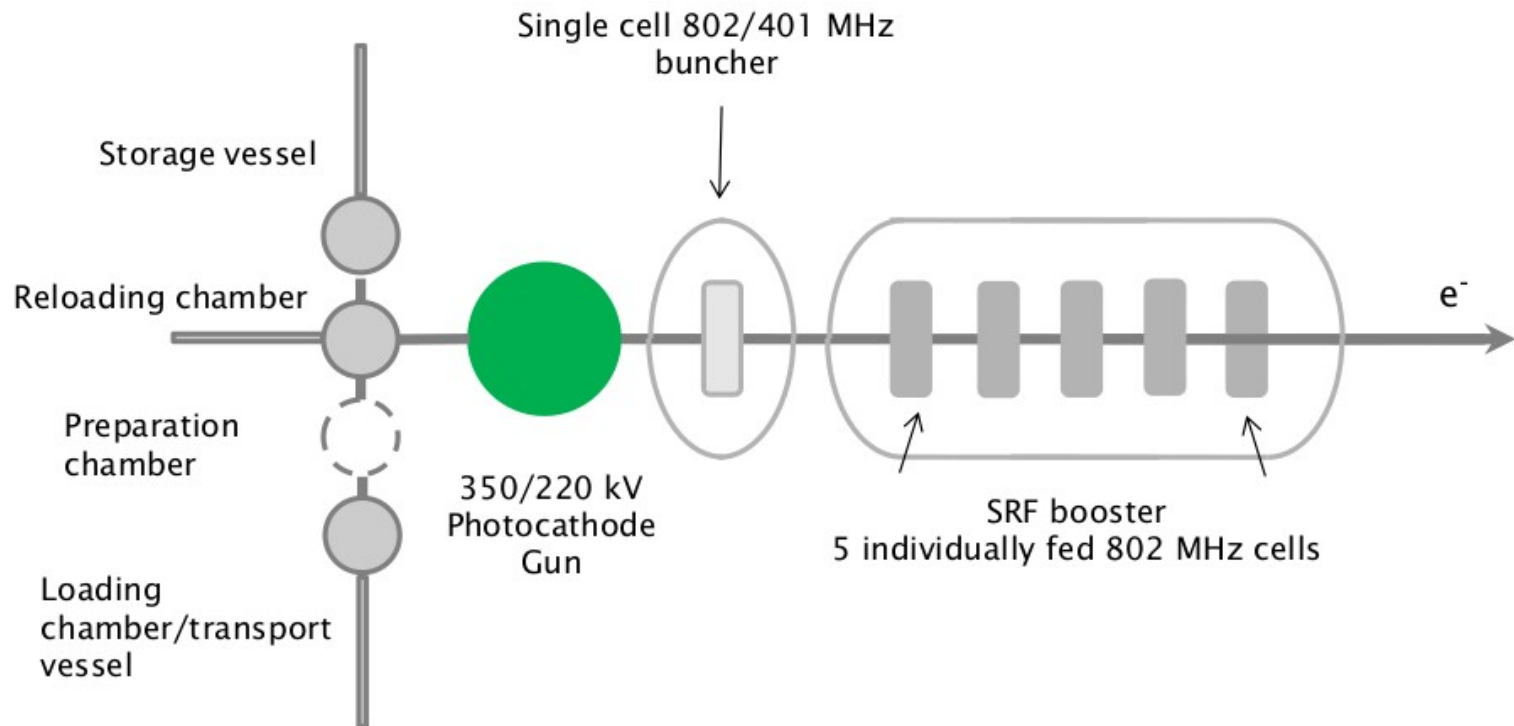 Single cell 802/401 MHz
buncher
Storage vessel
Reloading chamber
e⁻
Preparation
chamber
350/220 kV
Photocathode
Gun
SRF booster
5 individually fed 802 MHz cells
Loading
chamber/transport
vessel